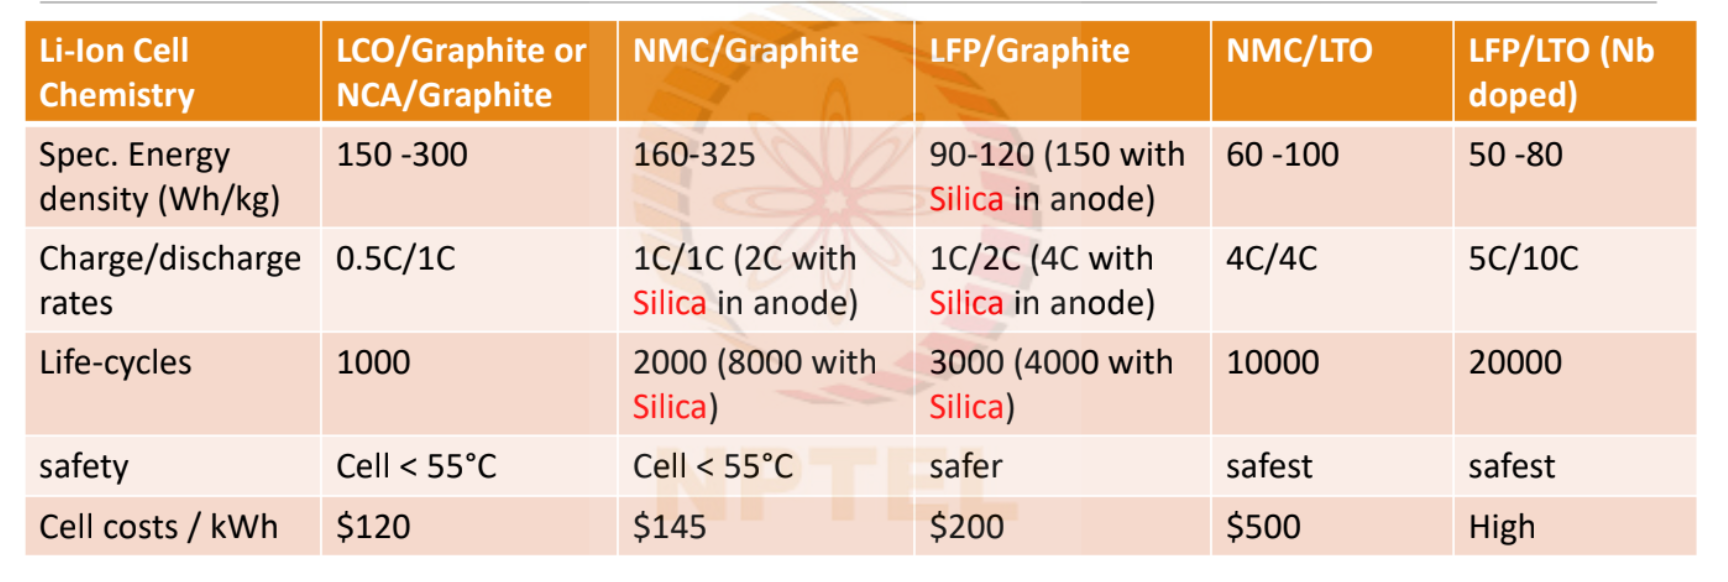 Li-Ion Cell Chemistry | LCO/Graphite or NCA/Graphite | NMC/Graphite | LFP/Graphite | NMC/LTO | LFP/LTO (Nb doped)
Spec. Energy density (Wh/kg) | 150 -300 | 160-325 | 90-120 (150 with Silica in anode) | 60 -100 | 50 -80
Charge/discharge rates | 0.5C/1C | 1C/1C (2C with Silica in anode) | 1C/2C (4C with Silica in anode) | 4C/4C | 5C/10C
Life-cycles | 1000 | 2000 (8000 with Silica) | 3000 (4000 with Silica) | 10000 | 20000
safety | Cell < 55°C | Cell < 55°C | safer | safest | safest
Cell costs / kWh | $120 | $145 | $200 | $500 | High
NPTEL